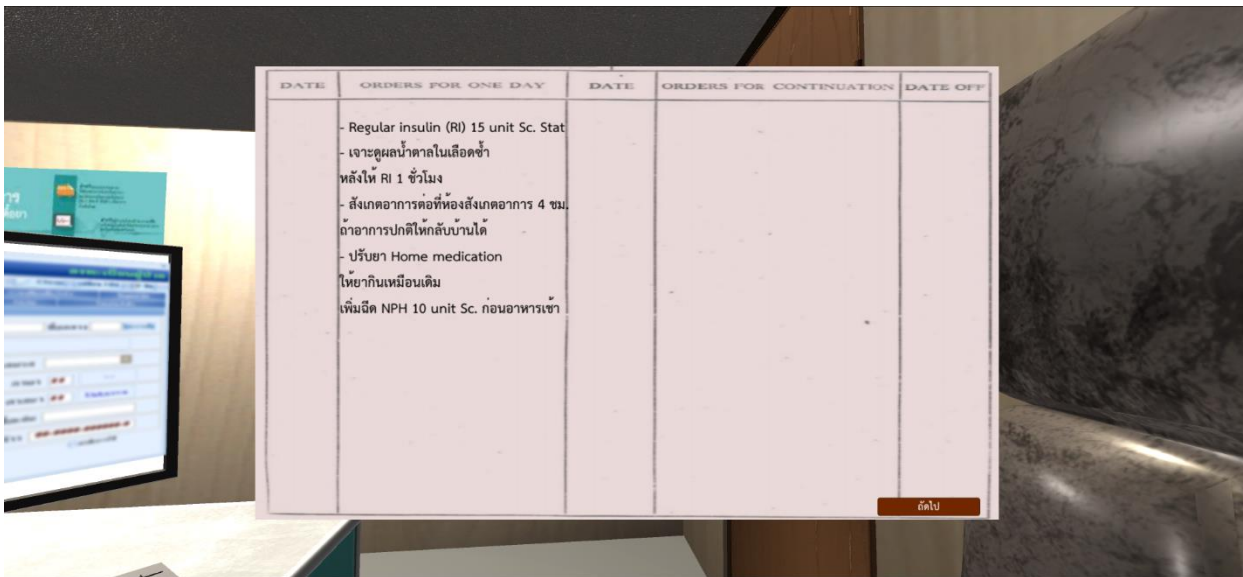 DATE
ORDERS FOR ONE DAY
DATE
ORDERS FOR CONTINUATION
DATE OFF
- Regular insulin (RI) 15 unit Sc. Stat
- เจาะดูผลน้ำตาลในเลือดซ้ำ
หลังให้ RI 1 ชั่วโมง
- สังเกตอาการต่อที่ห้องสังเกตอาการ 4 ชม.
ถ้าอาการปกติให้กลับบ้านได้
- ปรับยา Home medication
ให้ยากินเหมือนเดิม
เพิ่มฉีด NPH 10 unit Sc. ก่อนอาหารเช้า
ถัดไป